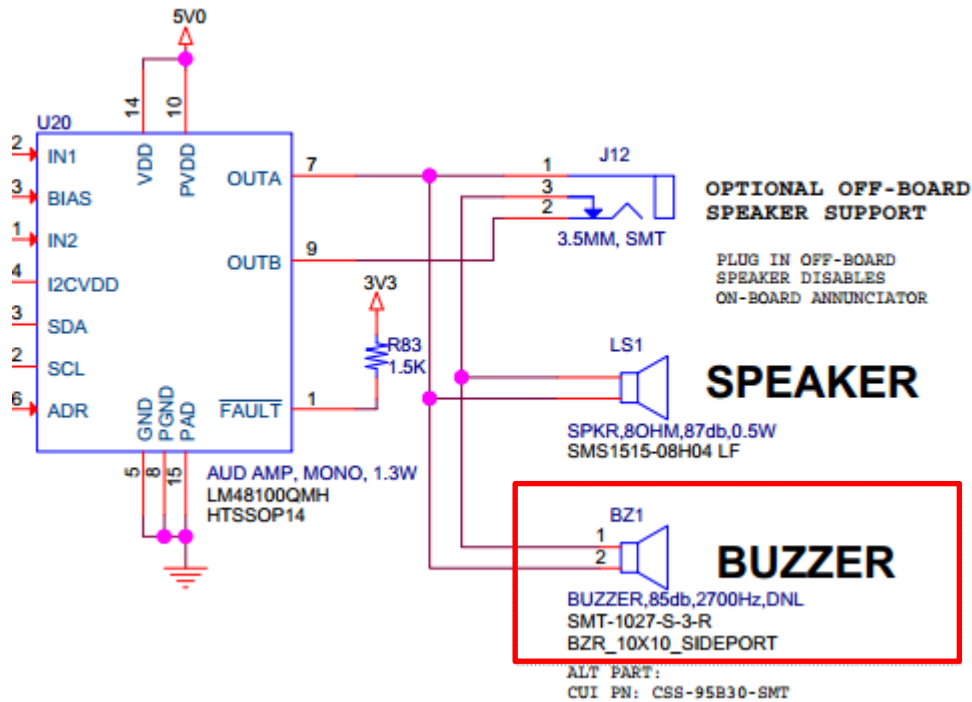 5V0
14
10
U20
2
IN1
VDD
PVDD
OUTA
7
3
BIAS
1
IN2
OUTB
9
4
I2CVDD
3
SDA
2
SCL
6
ADR
GND
PGND
PAD
FAULT
1
5
8
15
3V3
R83
1.5K
AUD AMP, MONO, 1.3W
LM48100QMH
HTSSOP14
J12
1
3
2
3.5MM, SMT
OPTIONAL OFF-BOARD
SPEAKER SUPPORT
PLUG IN OFF-BOARD
SPEAKER DISABLES
ON-BOARD ANNUNCIATOR
LS1
SPEAKER
SPKR,8OHM,87db,0.5W
SMS1515-08H04 LF
BZ1
1
2
BUZZER
BUZZER,85db,2700Hz,DNL
SMT-1027-S-3-R
BZR_10X10_SIDEPORT
ALT PART:
CUI PN: CSS-95B30-SMT